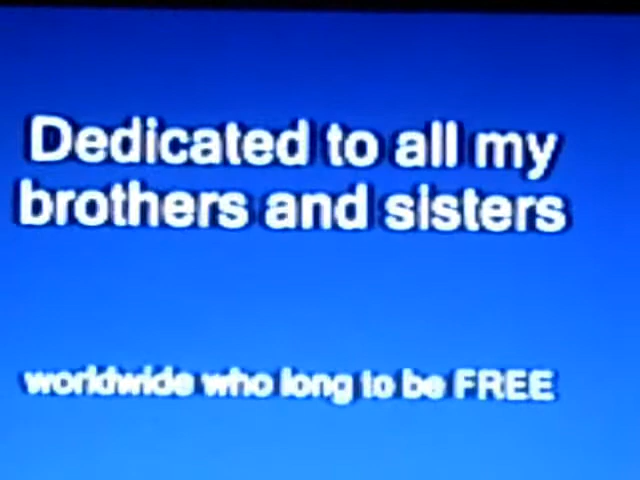 Dedicated to all my
brothers and sisters
worldwide who long to be FREE